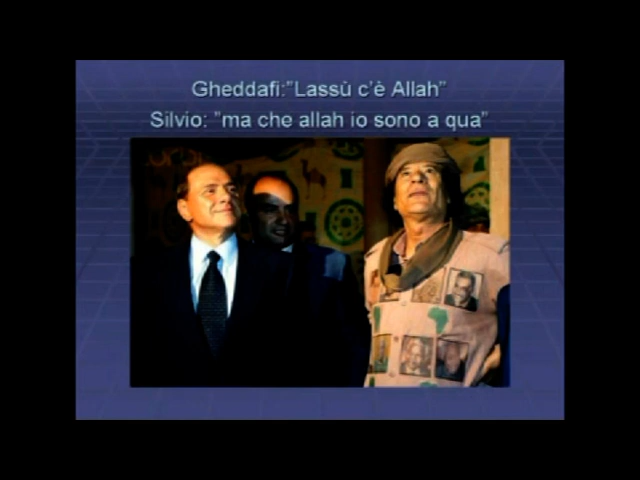 Gheddafi:"Lassù c'è Allah"
Silvio: "ma che allah io sono a qua"